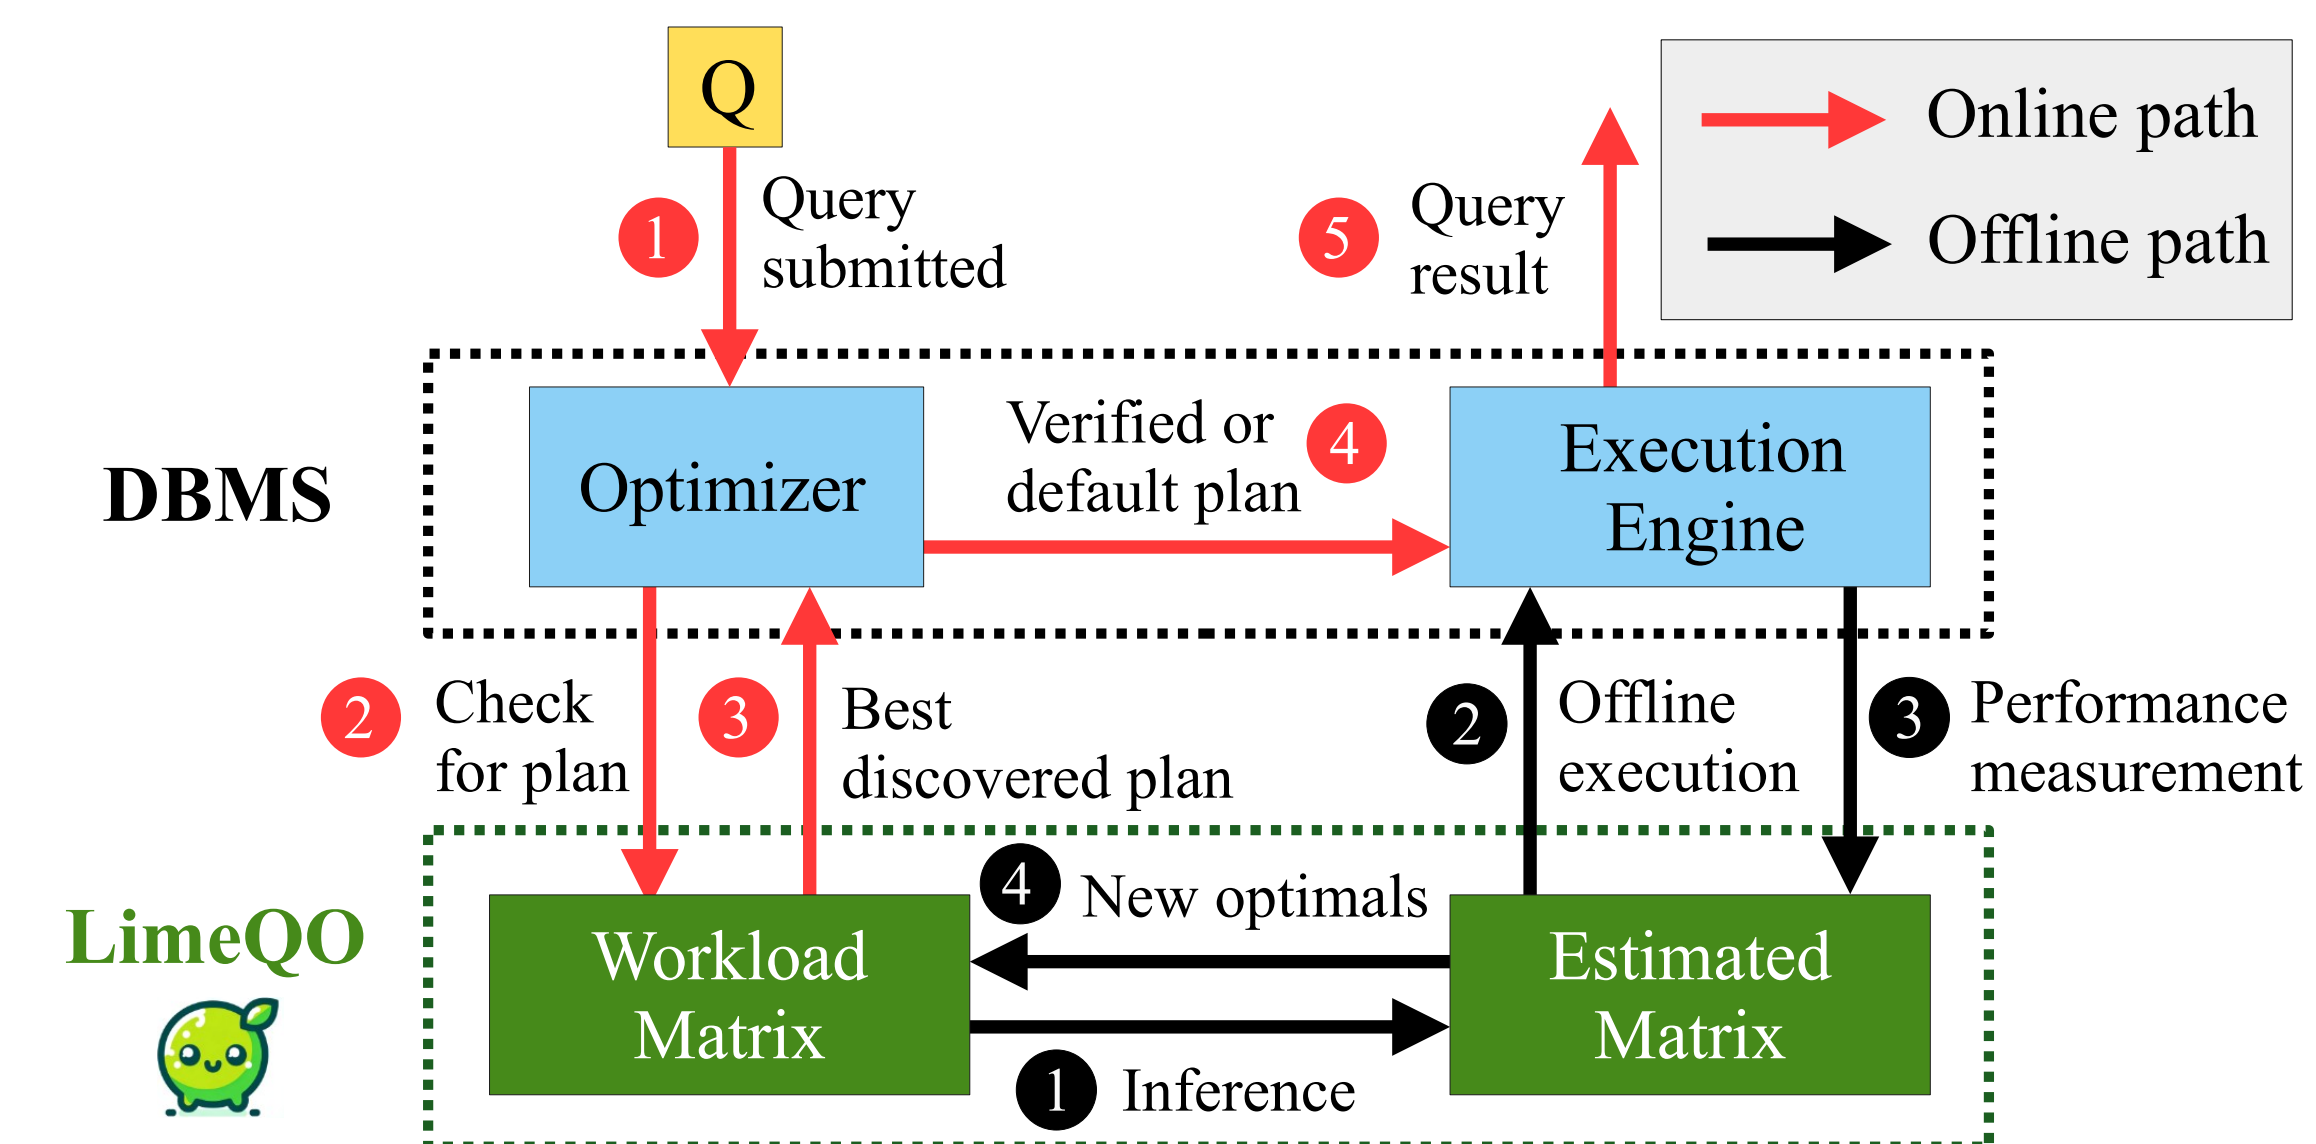 Q
1
Query
submitted
5
Query
result
Online path
Offline path
DBMS
Optimizer
Verified or
default plan
4
Execution
Engine
2
Check
for plan
3
Best
discovered plan
2
Offline
execution
3
Performance
measurement
LimeQO
Workload
Matrix
4
New optimals
1
Inference
Estimated
Matrix